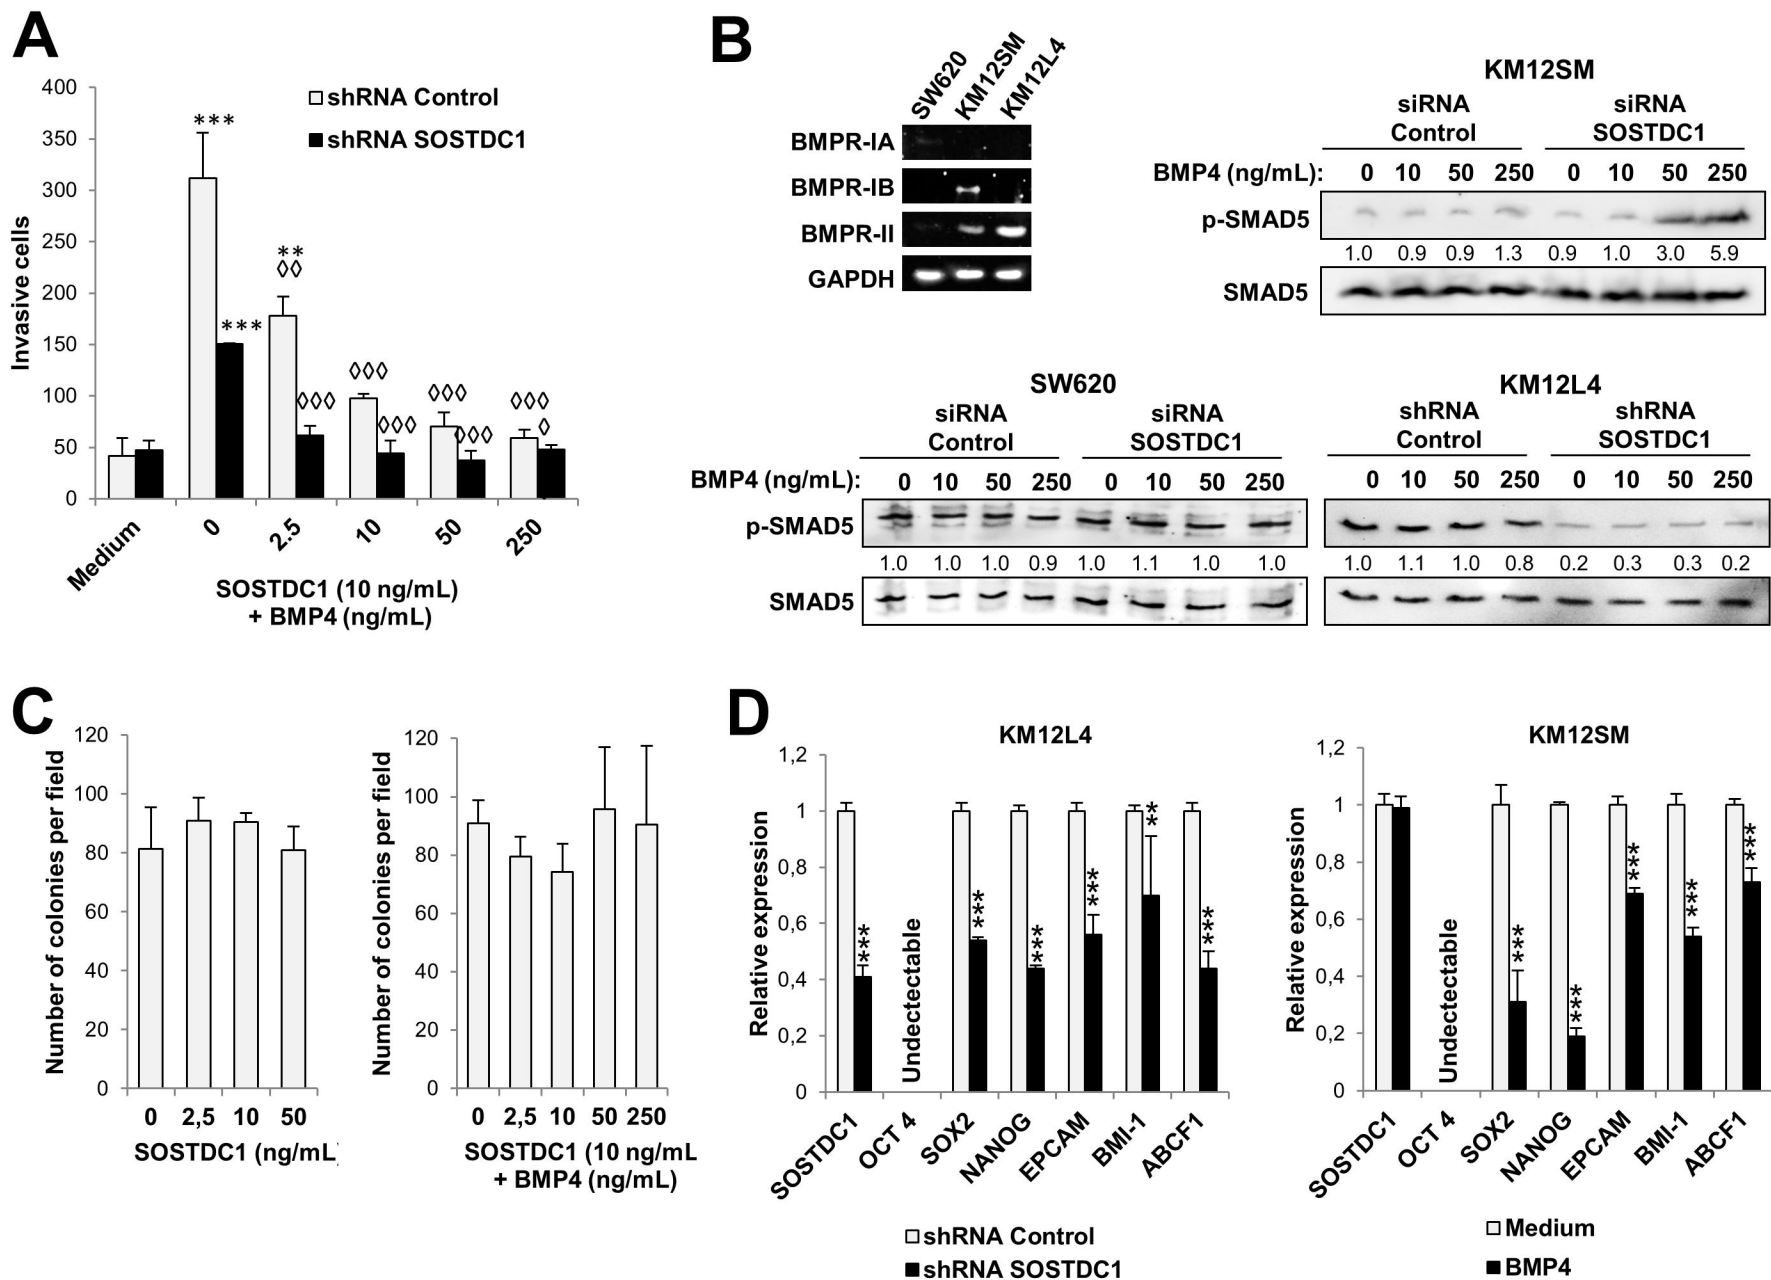 A
400
350
300
250
200
150
100
50
0
Invasive cells
shRNA Control
shRNA SOSTDC1
***
***
**
◊◊
◊◊◊
◊◊◊
◊◊◊
◊◊◊
◊◊◊
◊◊◊
◊
Medium
0
2.5
10
50
250
SOSTDC1 (10 ng/mL)
+ BMP4 (ng/mL)
B
SW620
KM12SM
KM12L4
BMPR-IA
BMPR-IB
BMPR-II
GAPDH
KM12SM
siRNA siRNA
Control SOSTDC1
BMP4 (ng/mL): 0 10 50 250 0 10 50 250
p-SMAD5
1.0 0.9 0.9 1.3 0.9 1.0 3.0 5.9
SMAD5
SW620
siRNA siRNA
Control SOSTDC1
BMP4 (ng/mL): 0 10 50 250 0 10 50 250
p-SMAD5
1.0 1.0 1.0 0.9 1.0 1.1 1.0 1.0
SMAD5
KM12L4
shRNA shRNA
Control SOSTDC1
0 10 50 250 0 10 50 250
1.0 1.1 1.0 0.8 0.2 0.3 0.3 0.2
C
Number of colonies per field
120
100
80
60
40
20
0
0 2,5 10 50
SOSTDC1 (ng/mL
Number of colonies per field
120
100
80
60
40
20
0
0 2,5 10 50 250
SOSTDC1 (10 ng/mL
+ BMP4 (ng/mL)
D
KM12L4
Relative expression
1,2
1
0,8
0,6
0,4
0,2
0
***
Undectectable
***
***
***
**
***
SOSTDC1
OCT 4
SOX2
NANOG
EPCAM
BMI-1
ABCF1
shRNA Control
shRNA SOSTDC1
KM12SM
Relative expression
1,2
1
0,8
0,6
0,4
0,2
0
Undectectable
***
***
***
***
***
SOSTDC1
OCT 4
SOX2
NANOG
EPCAM
BMI-1
ABCF1
Medium
BMP4